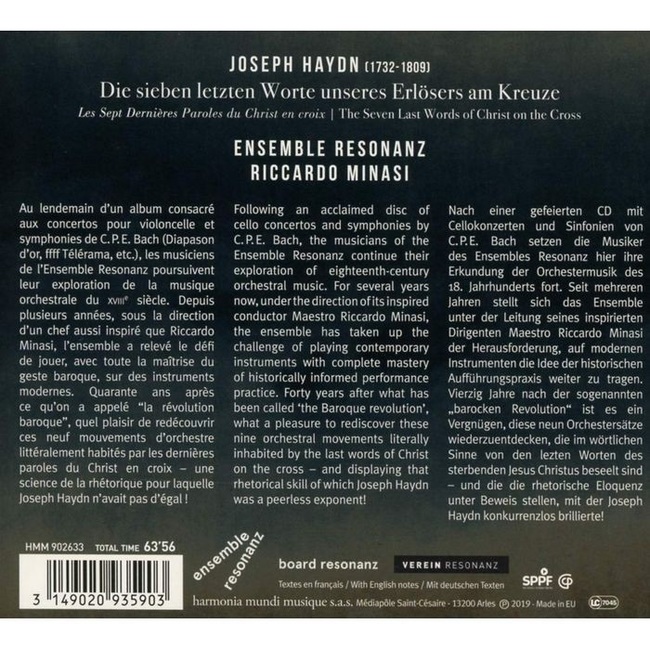 JOSEPH HAYDN (1732-1809)
Die sieben letzten Worte unseres Erlösers am Kreuze
Les Sept Dernières Paroles du Christ en croix | The Seven Last Words of Christ on the Cross
ENSEMBLE RESONANZ
RICCARDO MINASI
Au lendemain d'un album consacré
aux concertos pour violoncelle et
symphonies de C.P.E. Bach (Diapason
d'or, ffff Télérama, etc.), les musiciens
de l'Ensemble Resonanz poursuivent
leur exploration de la musique
orchestrale du XVIIIe siècle. Depuis
plusieurs années, sous la direction
d'un chef aussi inspiré que Riccardo
Minasi, l'ensemble a relevé le défi
de jouer, avec toute la maîtrise du
geste baroque, sur des instruments
modernes. Quarante ans après
ce qu'on a appelé “la révolution
baroque”, quel plaisir de redécouvrir
ces neuf mouvements d'orchestre
littéralement habités par les dernières
paroles du Christ en croix – une
science de la rhétorique pour laquelle
Joseph Haydn n'avait pas d'égal !
Following an acclaimed disc of
cello concertos and symphonies by
C.P.E. Bach, the musicians of the
Ensemble Resonanz continue their
exploration of eighteenth-century
orchestral music. For several years
now, under the direction of its inspired
conductor Maestro Riccardo Minasi,
the ensemble has taken up the
challenge of playing contemporary
instruments with complete mastery
of historically informed performance
practice. Forty years after what has
been called ‘the Baroque revolution’,
what a pleasure to rediscover these
nine orchestral movements literally
inhabited by the last words of Christ
on the cross – and displaying that
rhetorical skill of which Joseph Haydn
was a peerless exponent!
Nach einer gefeierten CD mit
Cellokonzerten und Sinfonien von
C.P.E. Bach setzen die Musiker
des Ensembles Resonanz hier ihre
Erkundung der Orchestermusik des
18. Jahrhunderts fort. Seit mehreren
Jahren stellt sich das Ensemble
unter der Leitung seines inspirierten
Dirigenten Maestro Riccardo Minasi
der Herausforderung, auf modernen
Instrumenten die Idee der historischen
Aufführungspraxis weiter zu tragen.
Vierzig Jahre nach der sogenannten
„barocken Revolution“ ist es ein
Vergnügen, diese neun Orchestersätze
wiederzuentdecken, die im wörtlichen
Sinne von den lezten Worten des
sterbenden Jesus Christus beseelt sind
– und die die rhetorische Eloquenz
unter Beweis stellen, mit der Joseph
Haydn konkurrenzlos brillierte!
HMM 902633 TOTAL TIME 63'56
3 149020 935903
ensemble
resonanz
board resonanz
VEREIN RESONANZ
Textes en français / With English notes / Mit deutschen Texten
harmonia mundi musique s.a.s. Médiapôle Saint-Césaire - 13200 Arles ℗ 2019 - Made in EU
SPPF
LC 7045